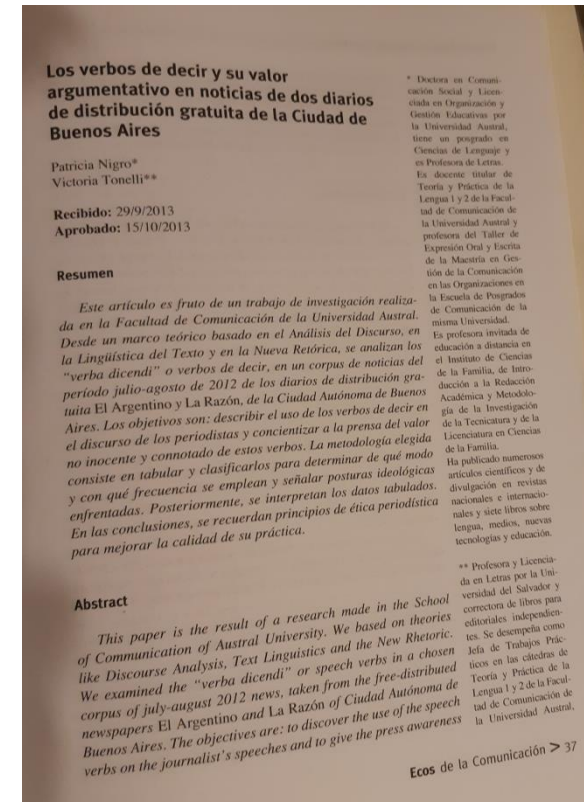 Los verbos de decir y su valor
argumentativo en noticias de dos diarios
de distribución gratuita de la Ciudad de
Buenos Aires
Patricia Nigro*
Victoria Tonelli**
Recibido: 29/9/2013
Aprobado: 15/10/2013
Resumen
Este artículo es fruto de un trabajo de investigación realiza-
da en la Facultad de Comunicación de la Universidad Austral.
Desde un marco teórico basado en el Análisis del Discurso, en
la Lingüística del Texto y en la Nueva Retórica, se analizan los
"verba dicendi" o verbos de decir, en un corpus de noticias del
período julio-agosto de 2012 de los diarios de distribución gra-
tuita El Argentino y La Razón, de la Ciudad Autónoma de Buenos
Aires. Los objetivos son: describir el uso de los verbos de decir en
el discurso de los periodistas y concientizar a la prensa del valor
no inocente y connotado de estos verbos. La metodología elegida
consiste en tabular y clasificarlos para determinar de qué modo
y con qué frecuencia se emplean y señalar posturas ideológicas
enfrentadas. Posteriormente, se interpretan los datos tabulados.
En las conclusiones, se recuerdan principios de ética periodística
para mejorar la calidad de su práctica.
Abstract
This paper is the result of a research made in the School
of Communication of Austral University. We based on theories
like Discourse Analysis, Text Linguistics and the New Rhetoric.
We examined the "verba dicendi" or speech verbs in a chosen
corpus of july-august 2012 news, taken from the free-distributed
newspapers El Argentino and La Razón of Ciudad Autónoma de
Buenos Aires. The objectives are: to discover the use of the speech
verbs on the journalist's speeches and to give the press awareness
* Doctora en Comuni-
cación Social y Licen-
ciada en Organización y
Gestión Educativas por
la Universidad Austral,
tiene un posgrado en
Ciencias de Lenguaje y
es Profesora de Letras.
Es docente titular de
Teoría y Práctica de la
Lengua 1 y 2 de la Facul-
tad de Comunicación de
la Universidad Austral y
profesora del Taller de
Expresión Oral y Escrita
de la Maestría en Ges-
tión de la Comunicación
en las Organizaciones en
la Escuela de Posgrados
de Comunicación de la
misma Universidad.
Es profesora invitada de
educación a distancia en
el Instituto de Ciencias
de la Familia, de Intro-
ducción a la Redacción
Académica y Metodolo-
gía de la Investigación
de la Tecnicatura y de la
Licenciatura en Ciencias
de la Familia.
Ha publicado numerosos
artículos científicos y de
divulgación en revistas
nacionales e internacio-
nales y siete libros sobre
lengua, medios, nuevas
tecnologías y educación.
** Profesora y Licencia-
da en Letras por la Uni-
versidad del Salvador y
correctora de libros para
editoriales independien-
tes. Se desempeña como
Jefa de Trabajos Prác-
ticos en las cátedras de
Teoría y Práctica de la
Lengua 1 y 2 de la Facul-
tad de Comunicación de
la Universidad Austral,
Ecos de la Comunicación > 37